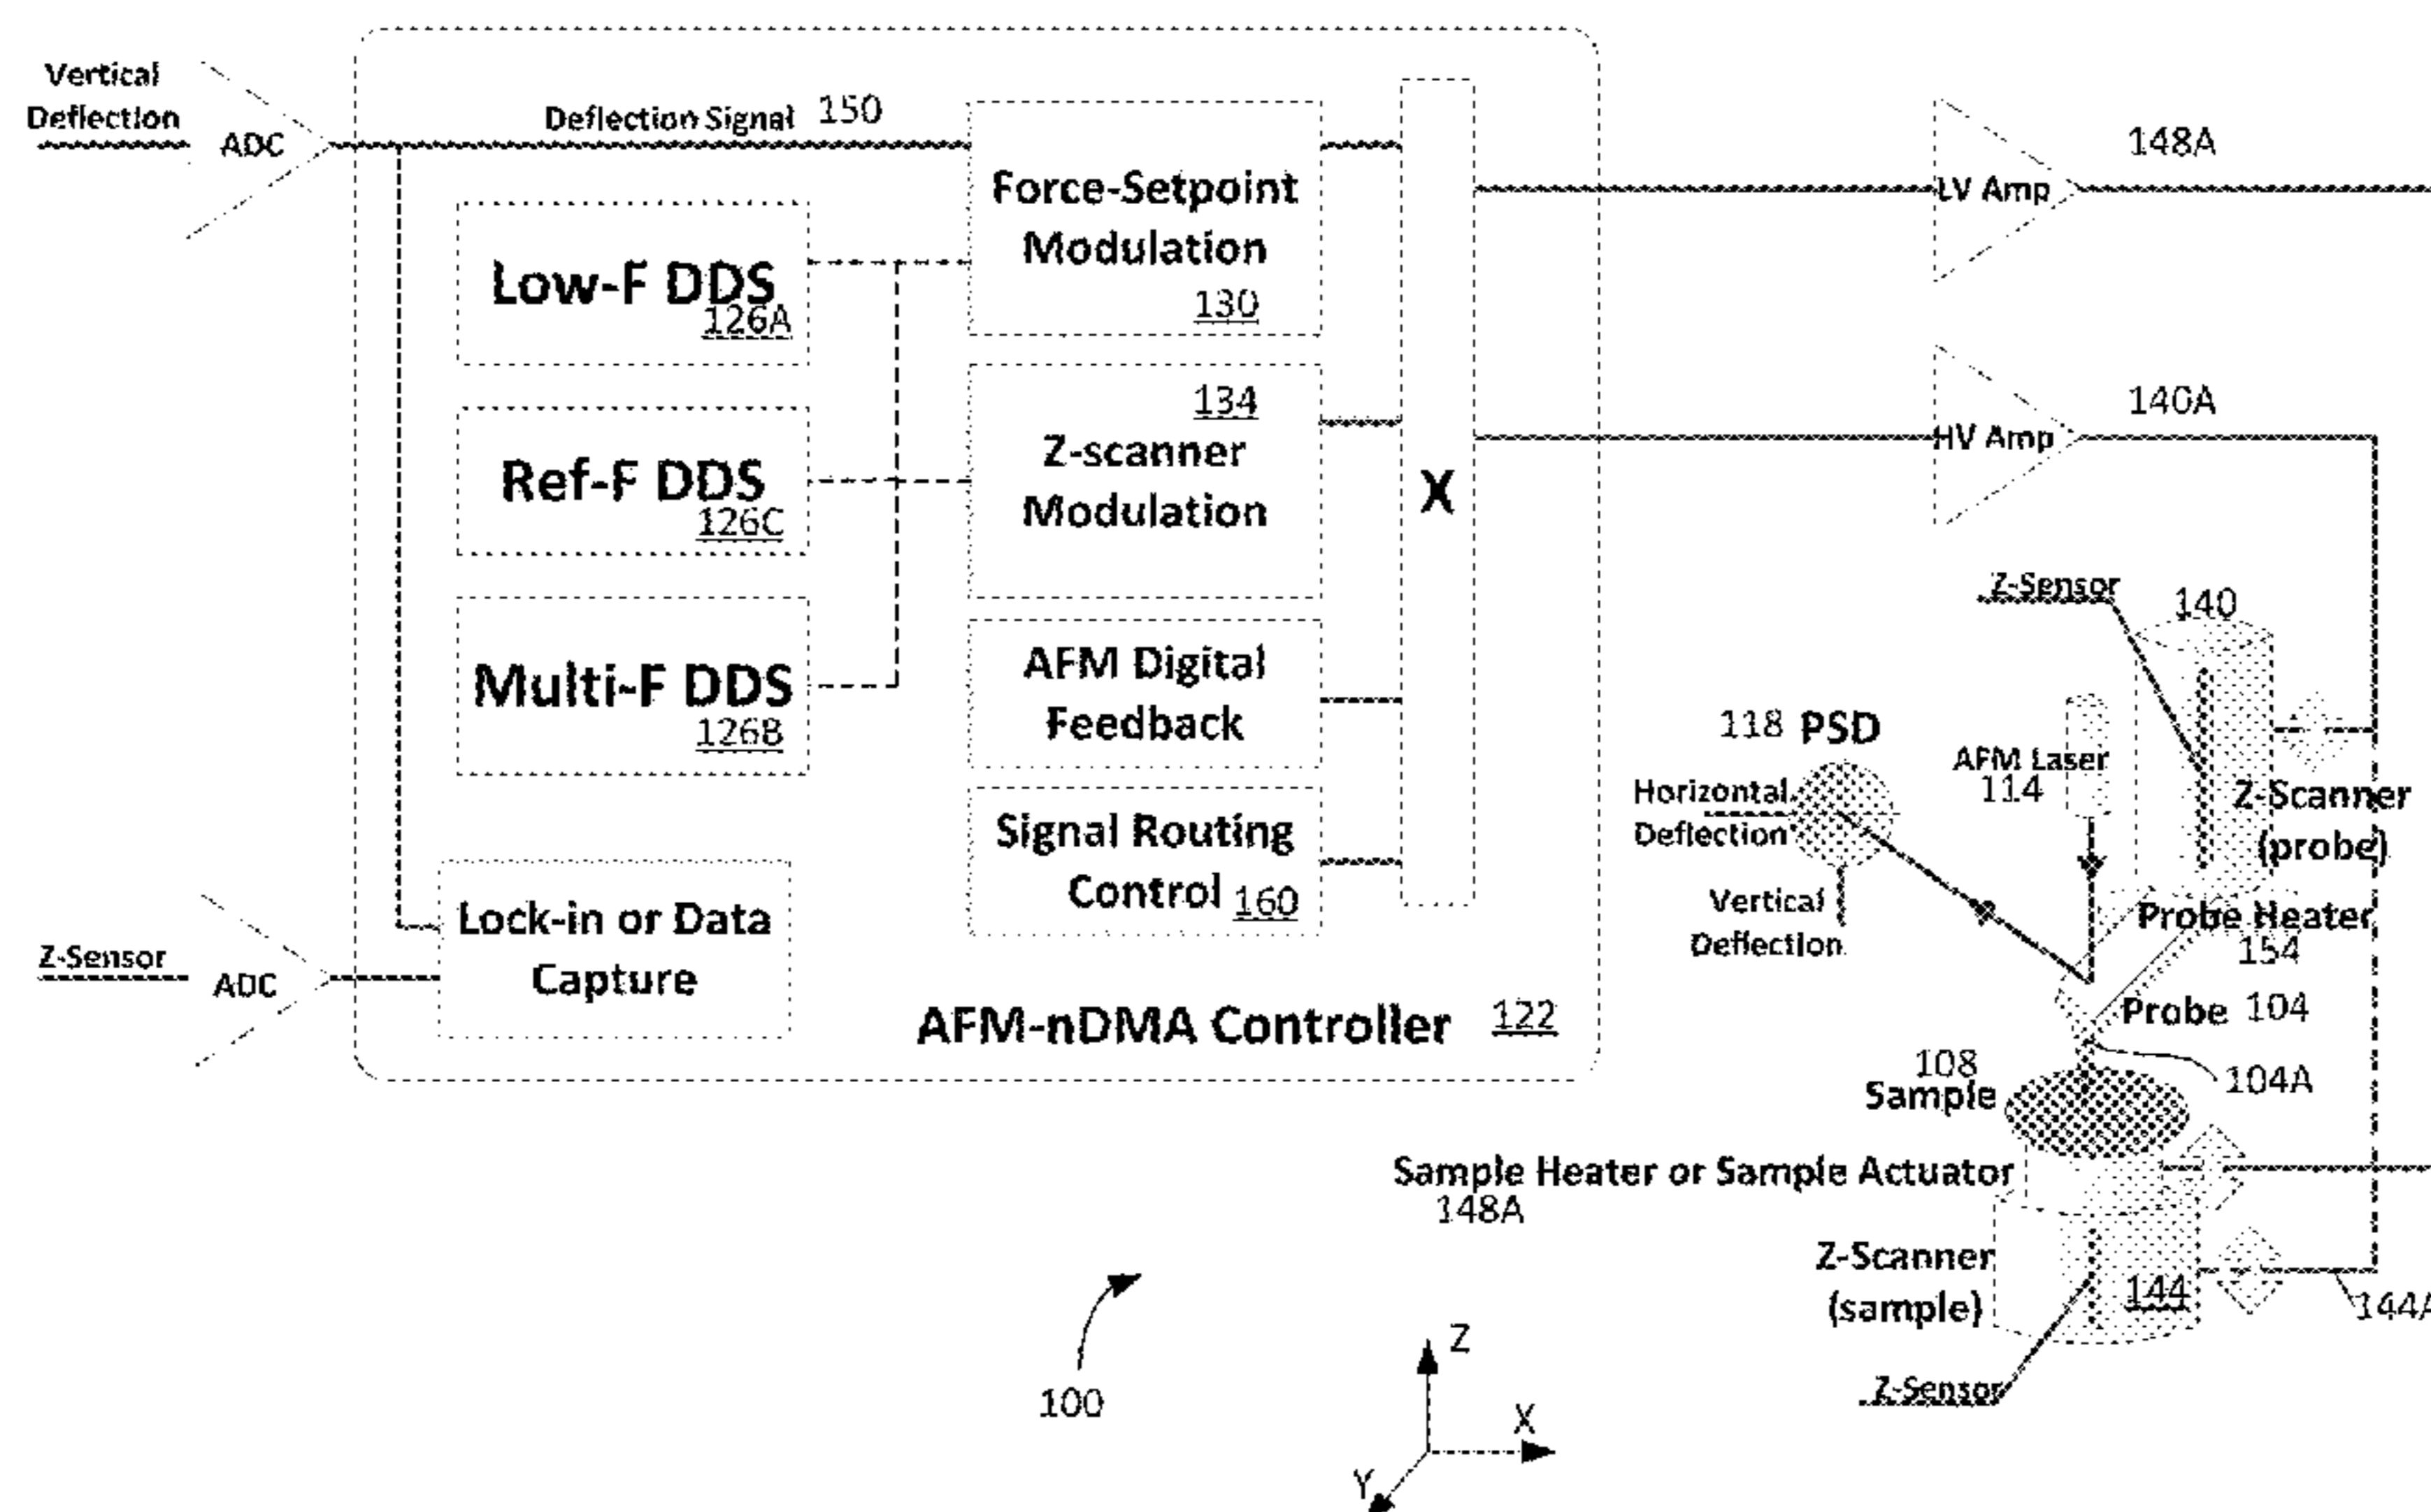 Vertical
Deflection
ADC
Deflection Signal 150
Low-F DDS
126A
Ref-F DDS
126C
Multi-F DDS
126B
Force-Setpoint
Modulation
130
134
Z-scanner
Modulation
AFM Digital
Feedback
Signal Routing
Control 160
X
Z-Sensor
ADC
Lock-in or Data
Capture
AFM-nDMA Controller 122
LV Amp
148A
HV Amp
140A
Z-Sensor
140
118 PSD
AFM Laser
114
Horizontal
Deflection
Vertical
Deflection
Z-Scanner
(probe)
Probe Heater
154
Probe 104
104A
108
Sample
Sample Heater or Sample Actuator
148A
Z-Scanner
(sample)
144
144A
Z-Sensor
100
Z
X
Y